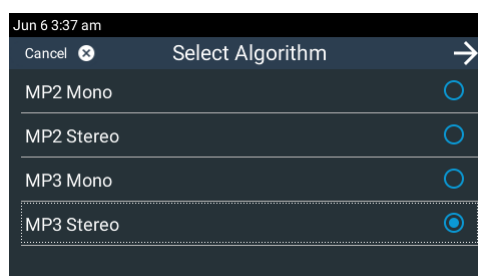 Jun 6 3:37 am
Cancel Select Algorithm
MP2 Mono
MP2 Stereo
MP3 Mono
MP3 Stereo